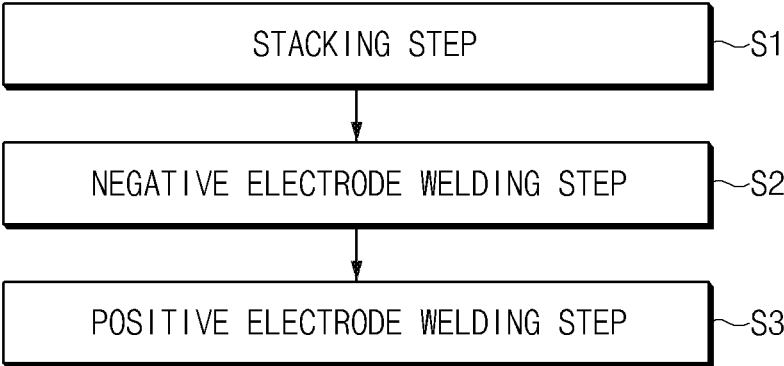 STACKING STEP S1
NEGATIVE ELECTRODE WELDING STEP S2
POSITIVE ELECTRODE WELDING STEP S3